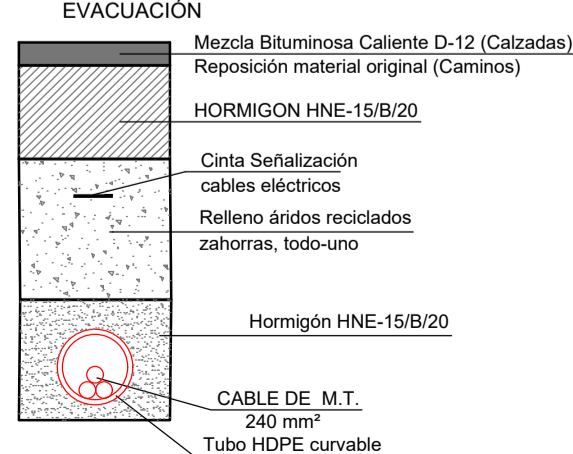 EVACUACIÓN
Mezcla Bituminosa Caliente D-12 (Calzadas)
Reposición material original (Caminos)
HORMIGON HNE-15/B/20
Cinta Señalización
cables eléctricos
Relleno áridos reciclados
zahorras, todo-uno
Hormigón HNE-15/B/20
CABLE DE M.T.
240 mm²
Tubo HDPE curvable